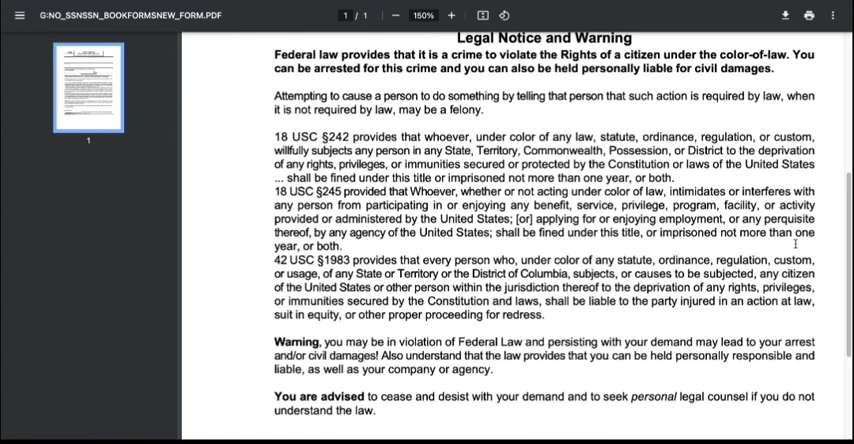 G:NO_SSNSSN_BOOKFORMSNEW_FORM.PDF
1 / 1
150%
1
Legal Notice and Warning
Federal law provides that it is a crime to violate the Rights of a citizen under the color-of-law. You
can be arrested for this crime and you can also be held personally liable for civil damages.
Attempting to cause a person to do something by telling that person that such action is required by law, when
it is not required by law, may be a felony.
18 USC §242 provides that whoever, under color of any law, statute, ordinance, regulation, or custom,
willfully subjects any person in any State, Territory, Commonwealth, Possession, or District to the deprivation
of any rights, privileges, or immunities secured or protected by the Constitution or laws of the United States
... shall be fined under this title or imprisoned not more than one year, or both.
18 USC §245 provided that Whoever, whether or not acting under color of law, intimidates or interferes with
any person from participating in or enjoying any benefit, service, privilege, program, facility, or activity
provided or administered by the United States; [or] applying for or enjoying employment, or any perquisite
thereof, by any agency of the United States; shall be fined under this title, or imprisoned not more than one
year, or both.
42 USC §1983 provides that every person who, under color of any statute, ordinance, regulation, custom,
or usage, of any State or Territory or the District of Columbia, subjects, or causes to be subjected, any citizen
of the United States or other person within the jurisdiction thereof to the deprivation of any rights, privileges,
or immunities secured by the Constitution and laws, shall be liable to the party injured in an action at law,
suit in equity, or other proper proceeding for redress.
Warning, you may be in violation of Federal Law and persisting with your demand may lead to your arrest
and/or civil damages! Also understand that the law provides that you can be held personally responsible and
liable, as well as your company or agency.
You are advised to cease and desist with your demand and to seek personal legal counsel if you do not
understand the law.